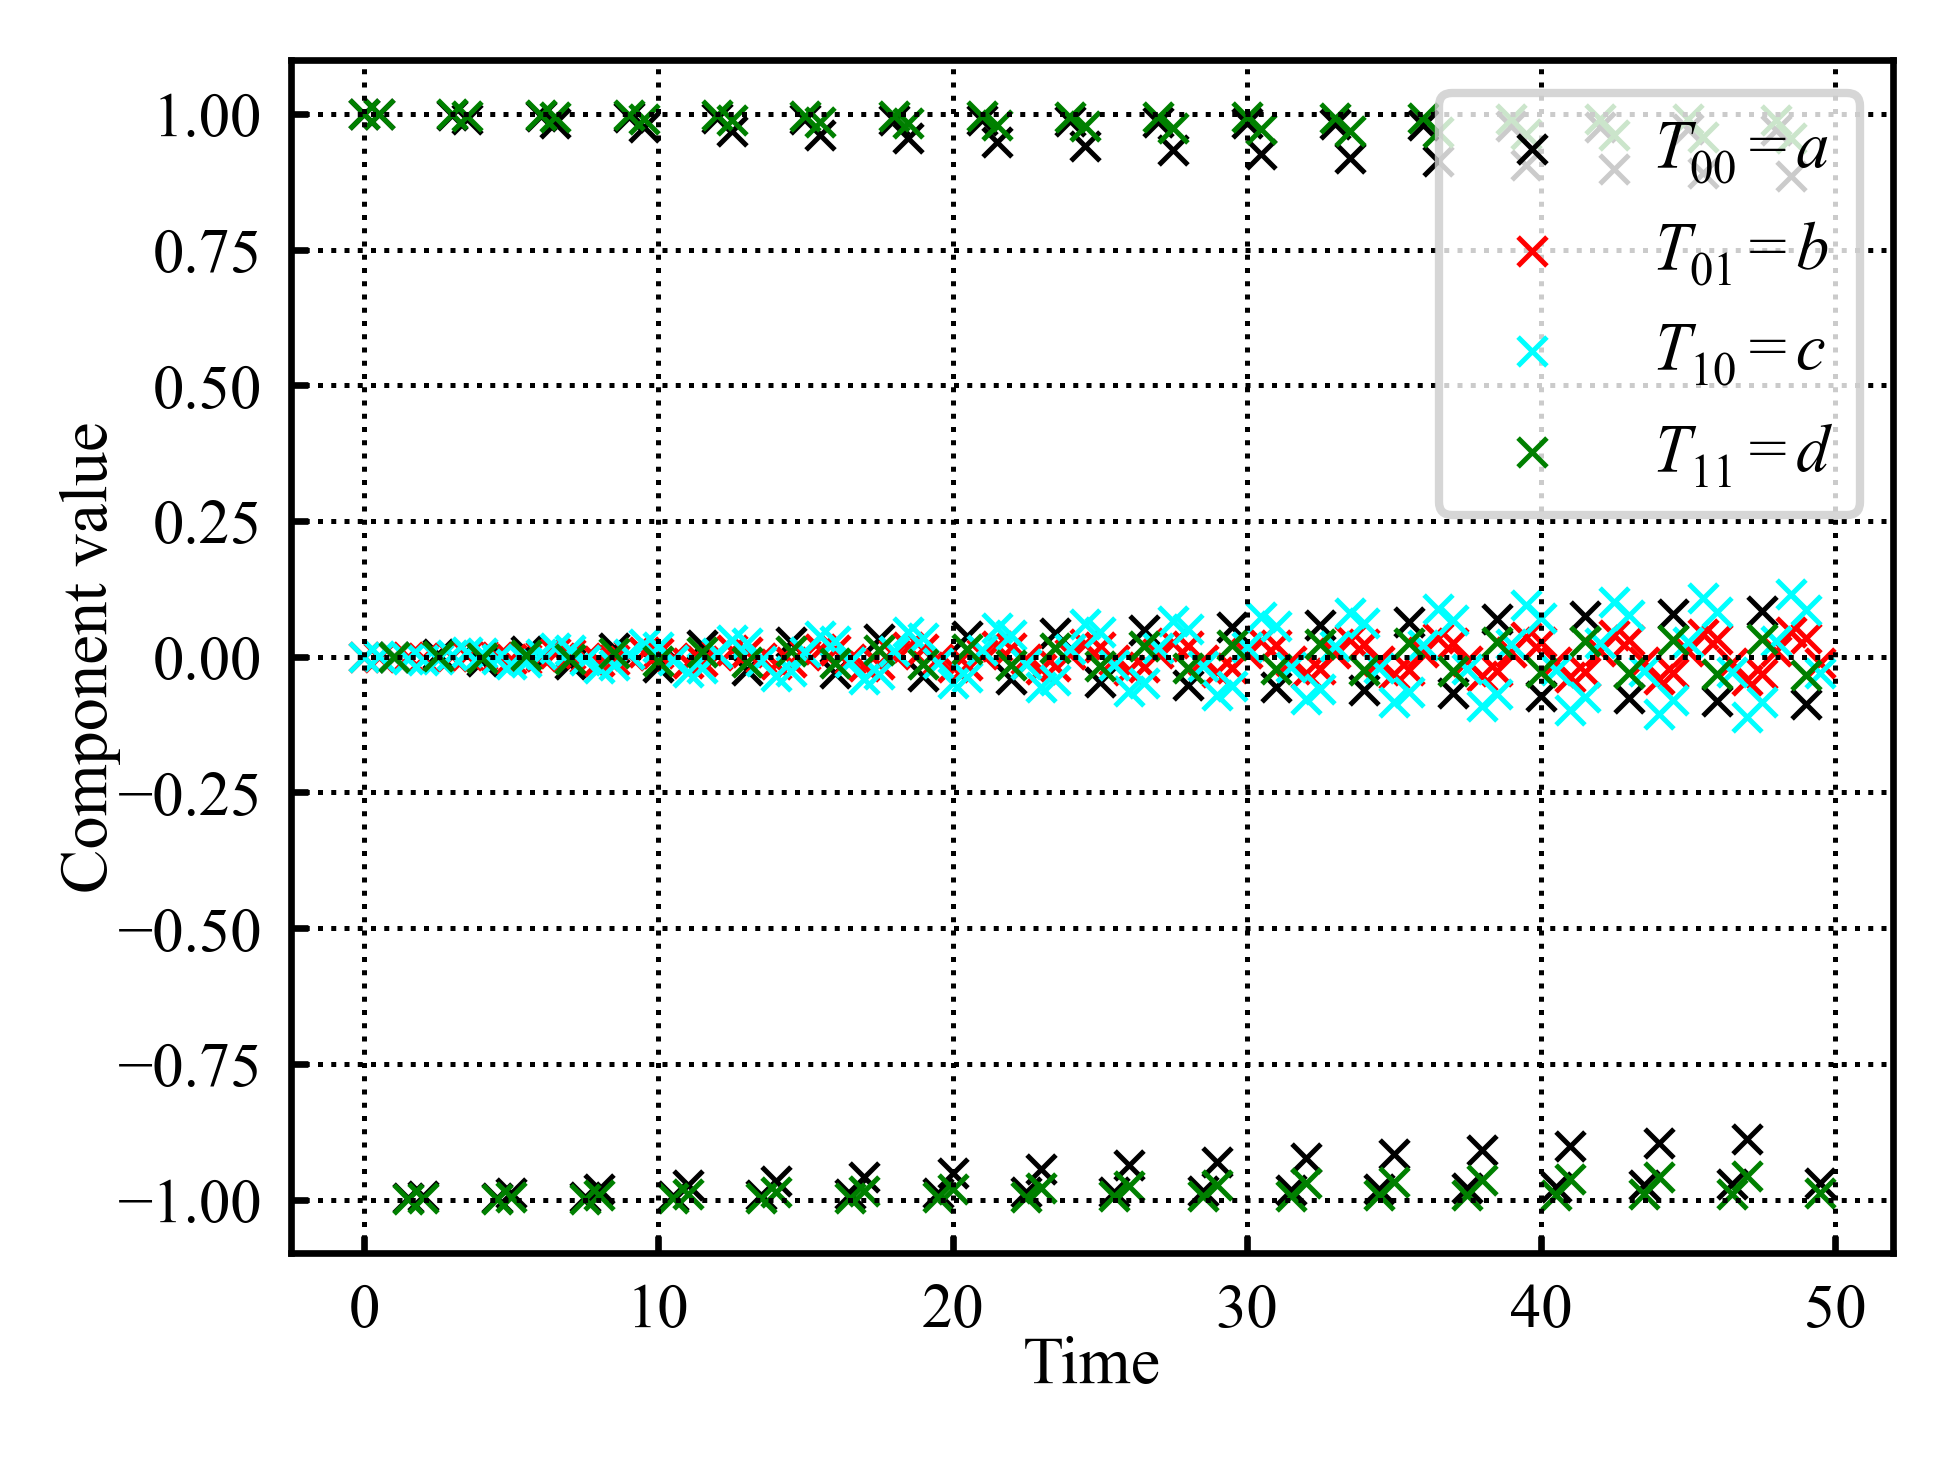 1.00
0.75
0.50
0.25
0.00
−0.25
−0.50
−0.75
−1.00
Component value
0 10 20 30 40 50
Time
T₀₀ = a
T₀₁ = b
T₁₀ = c
T₁₁ = d